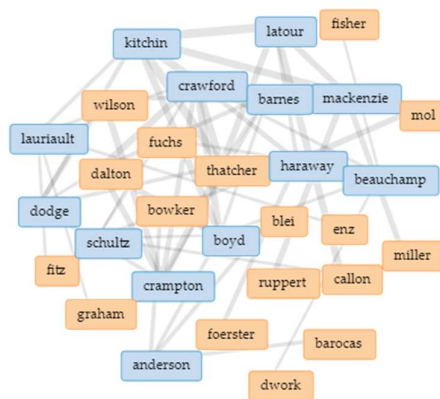 fisher
latour
kitchin
crawford
barnes
mackenzie
wilson
mol
lauriault
fuchs
dalton
thatcher
haraway
beauchamp
dodge
bowker
blei
enz
schultz
boyd
miller
fitz
crampton
ruppert
callon
graham
foerster
barocas
anderson
dwork